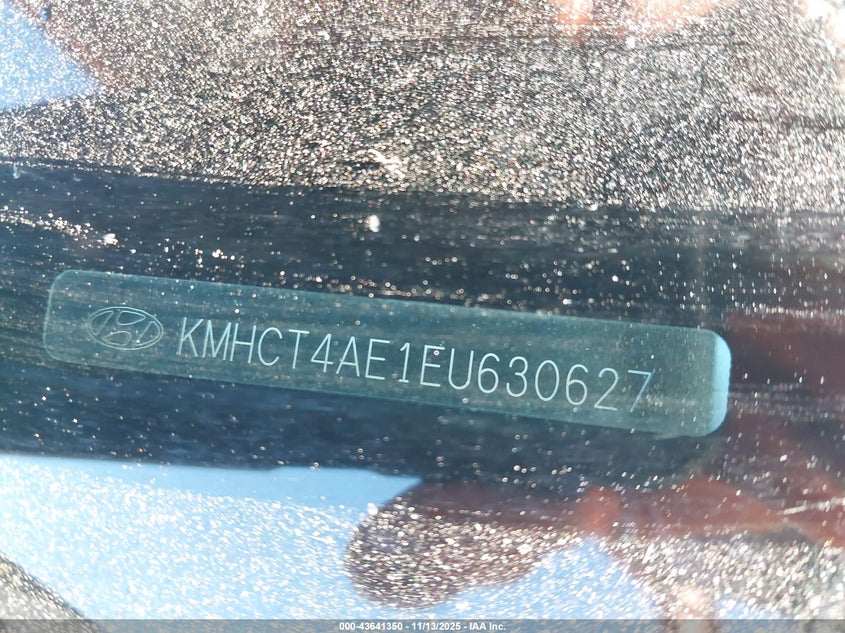 KMHCT4AE1EU630627
000-43641350 - 11/13/2025 - IAA Inc.